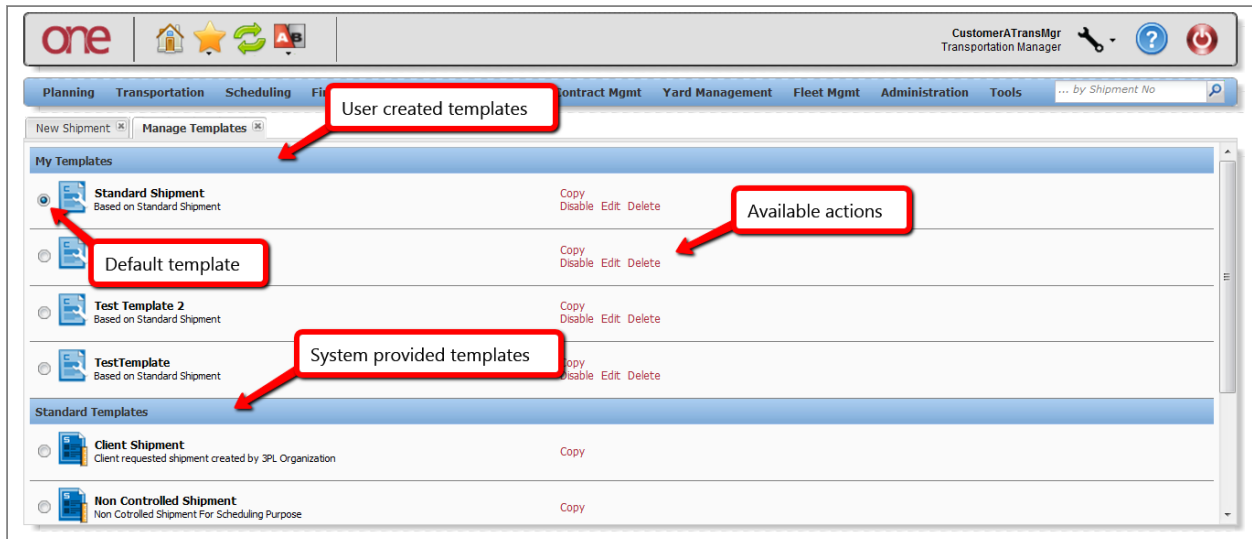 one
A B
CustomerATransMgr
Transportation Manager
?
Planning Transportation Scheduling Contract Mgmt Yard Management Fleet Mgmt Administration Tools ... by Shipment No
User created templates
New Shipment Manage Templates
My Templates
Standard Shipment
Based on Standard Shipment
Copy
Disable Edit Delete
Available actions
Default template
Copy
Disable Edit Delete
Test Template 2
Based on Standard Shipment
Copy
Disable Edit Delete
System provided templates
TestTemplate
Based on Standard Shipment
Disable Edit Delete
Standard Templates
Client Shipment
Client requested shipment created by 3PL Organization
Copy
Non Controlled Shipment
Non Cotrolled Shipment For Scheduling Purpose
Copy